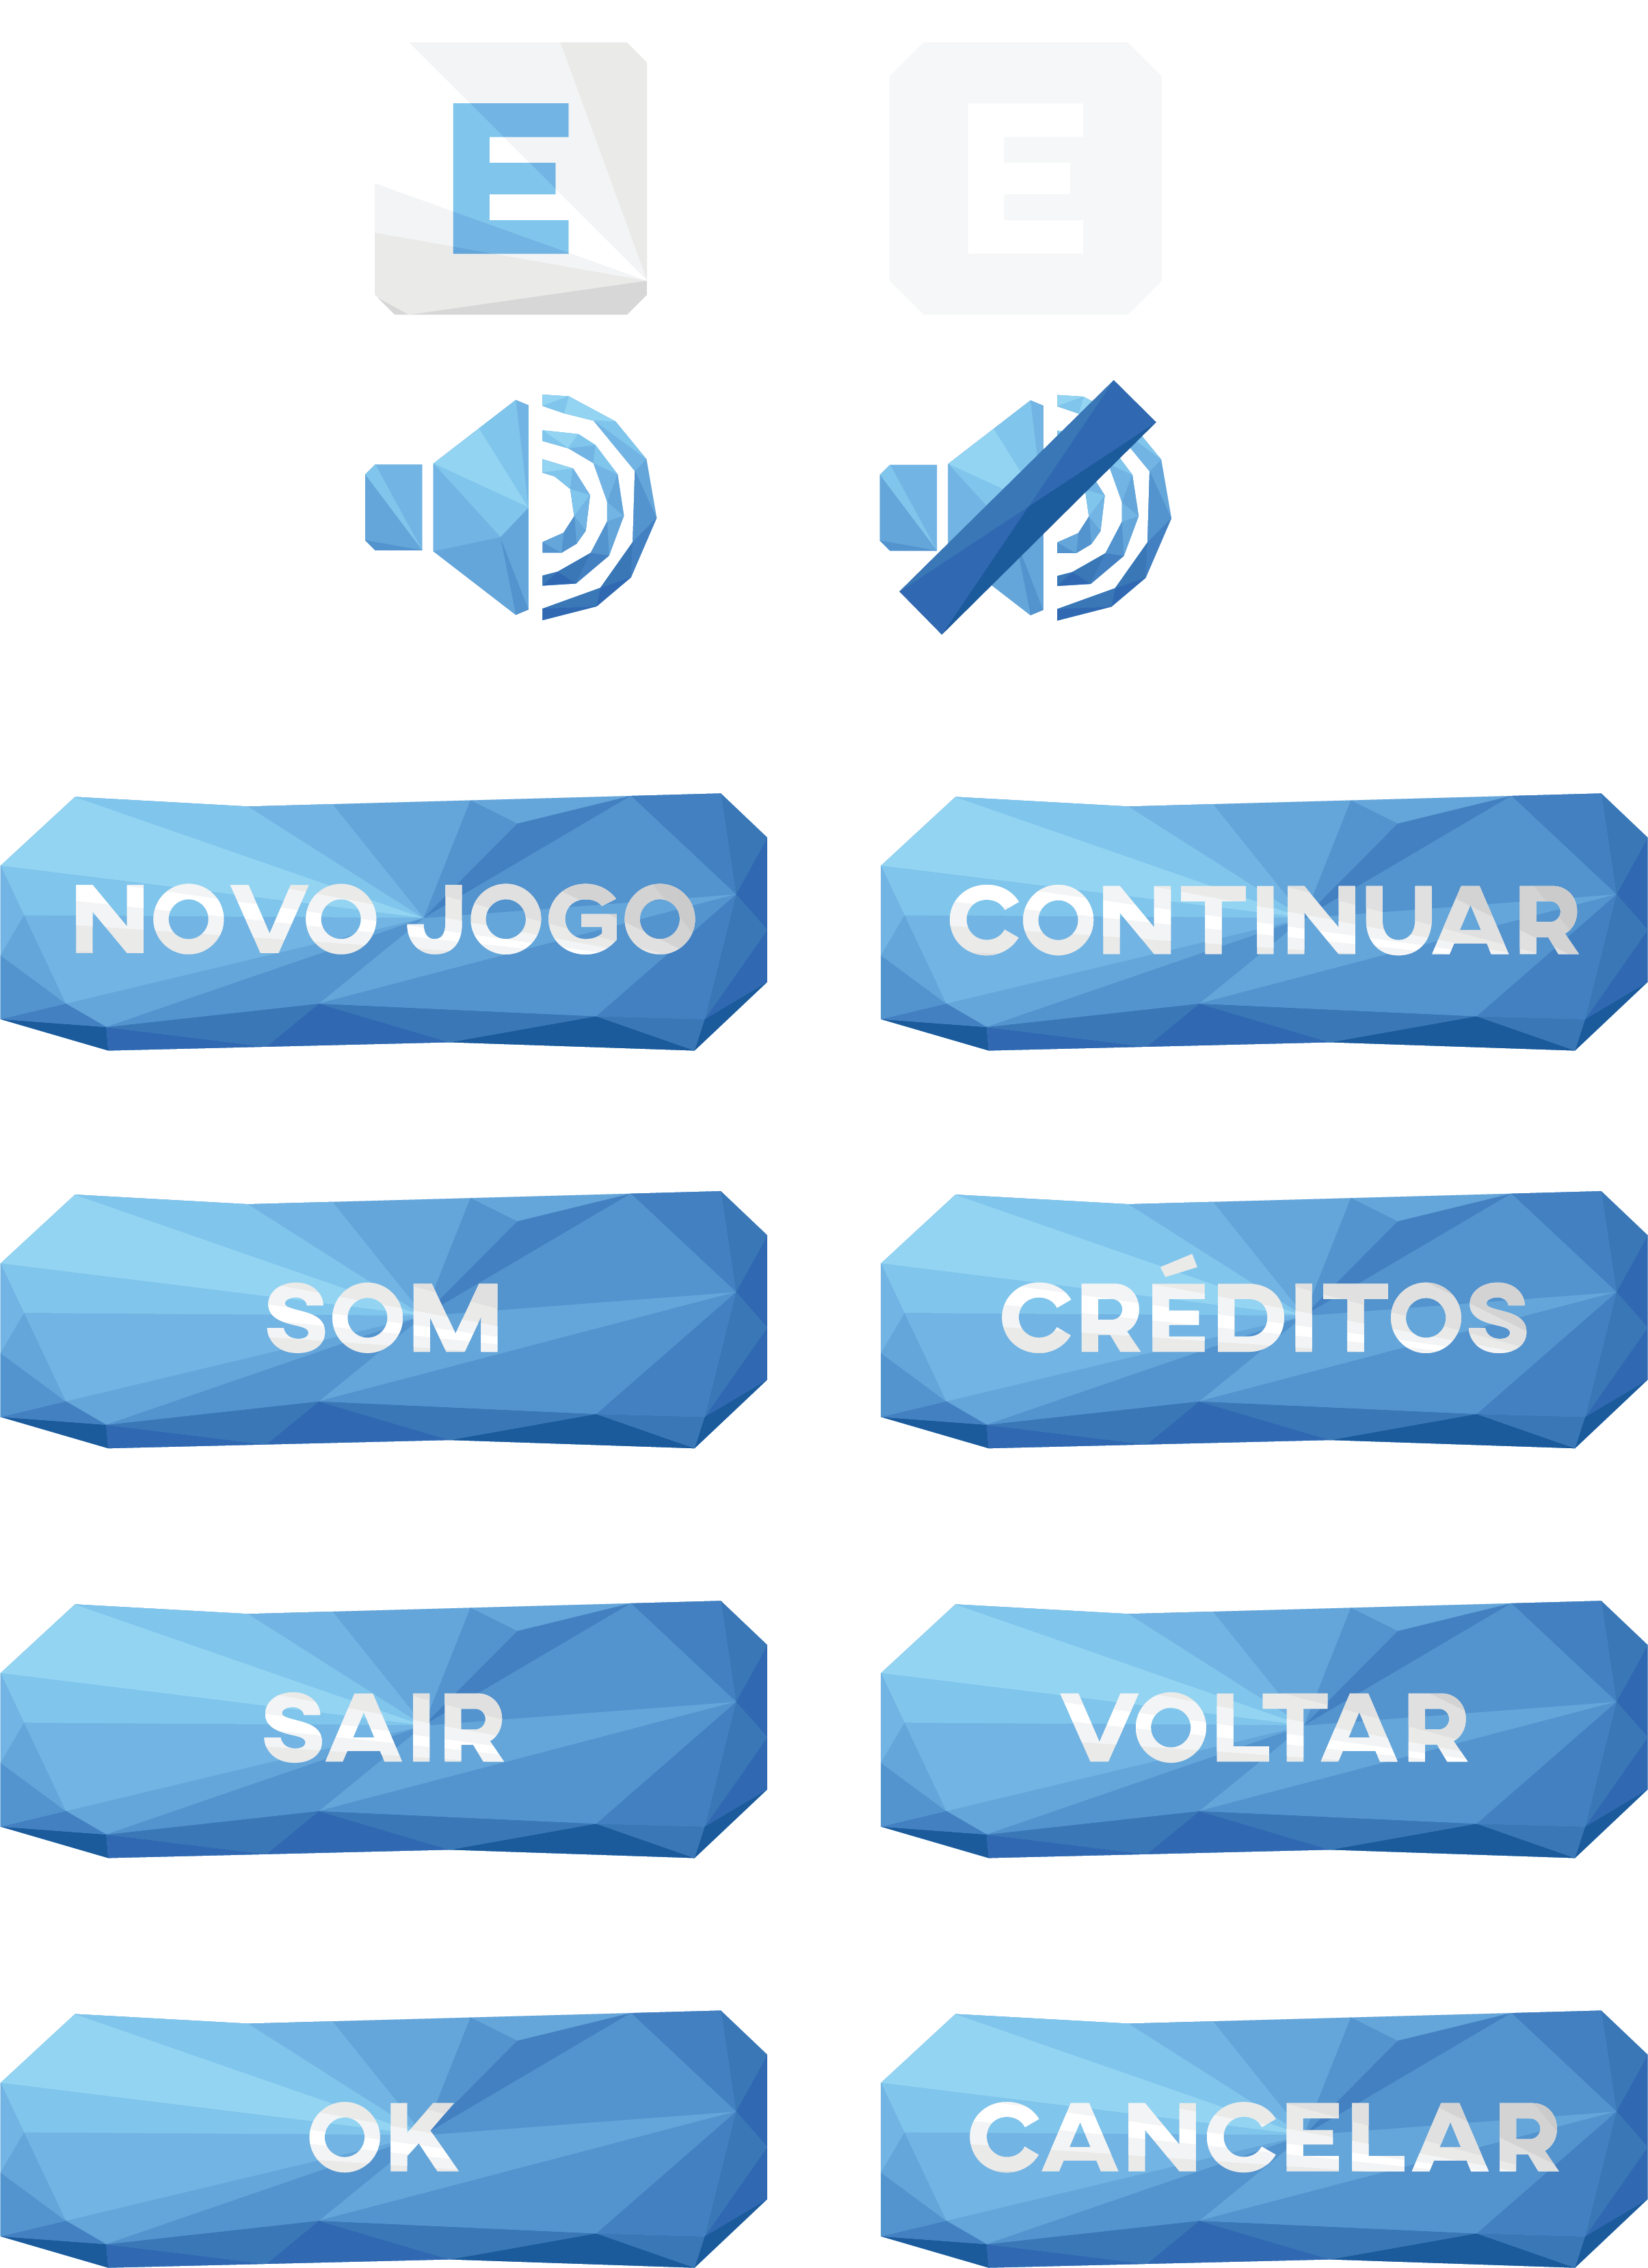 E E
NOVO JOGO
CONTINUAR
SOM
CRÉDITOS
SAIR
VOLTAR
OK
CANCELAR